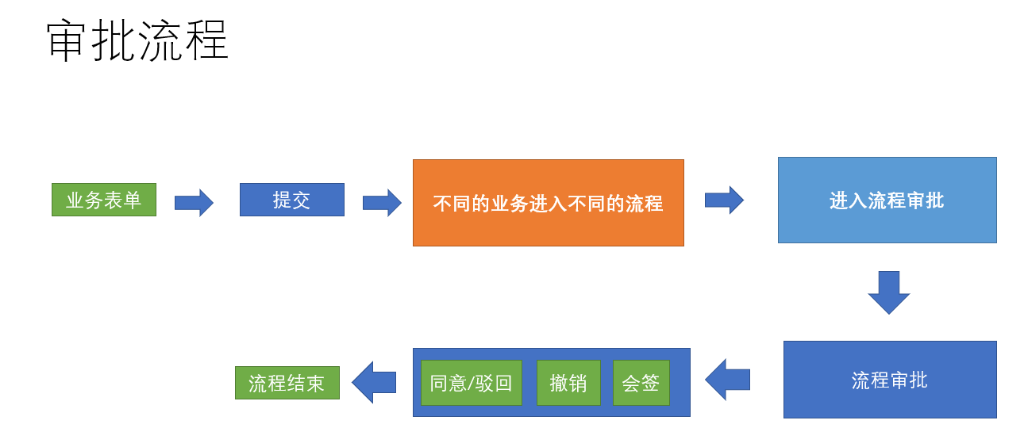 审批流程
业务表单
提交
不同的业务进入不同的流程
进入流程审批
流程审批
同意/驳回
撤销
会签
流程结束